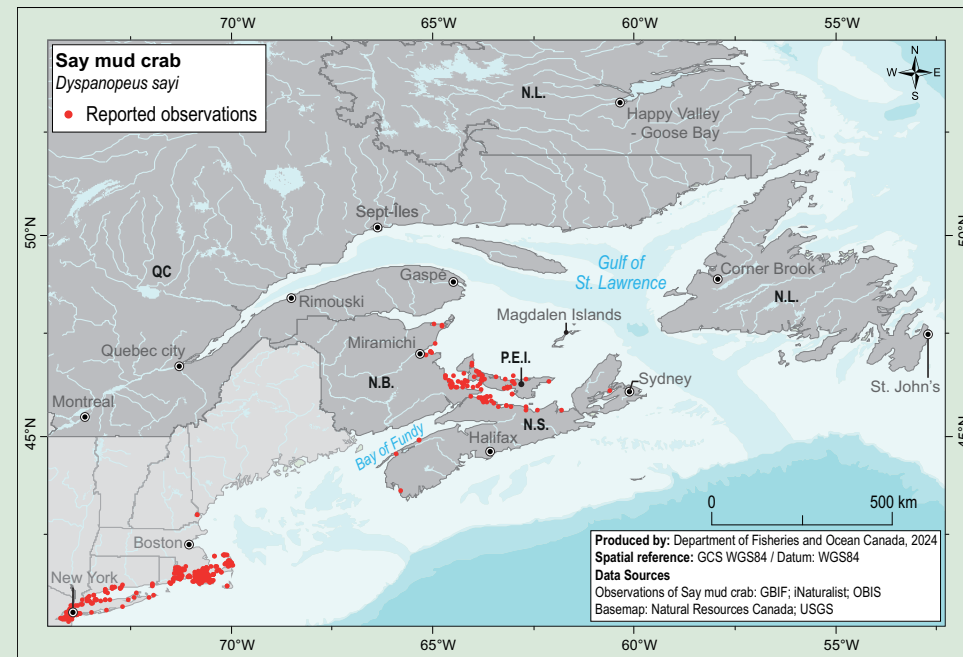 70°W 65°W 60°W 55°W
Say mud crab
Dyspanopeus sayi
Reported observations
N
W E
S
N.L.
Happy Valley
- Goose Bay
Sept-Îles
50°N
50°N
QC
Gaspé
Gulf of
St. Lawrence
Corner Brook
N.L.
Rimouski
Magdalen Islands
Miramichi
P.E.I.
Quebec city
N.B.
Sydney
St. John's
Montreal
N.S.
45°N
45°N
Bay of Fundy
Halifax
0 500 km
Boston
New York
Produced by: Department of Fisheries and Ocean Canada, 2024
Spatial reference: GCS WGS84 / Datum: WGS84
Data Sources
Observations of Say mud crab: GBIF; iNaturalist; OBIS
Basemap: Natural Resources Canada; USGS
70°W 65°W 60°W 55°W